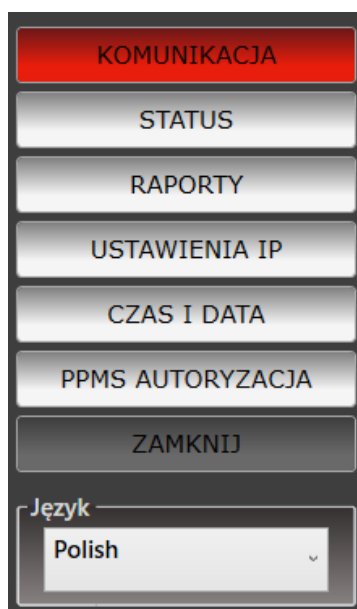 KOMUNIKACJA
STATUS
RAPORTY
USTAWIENIA IP
CZAS I DATA
PPMS AUTORYZACJA
ZAMKNIJ
Język
Polish